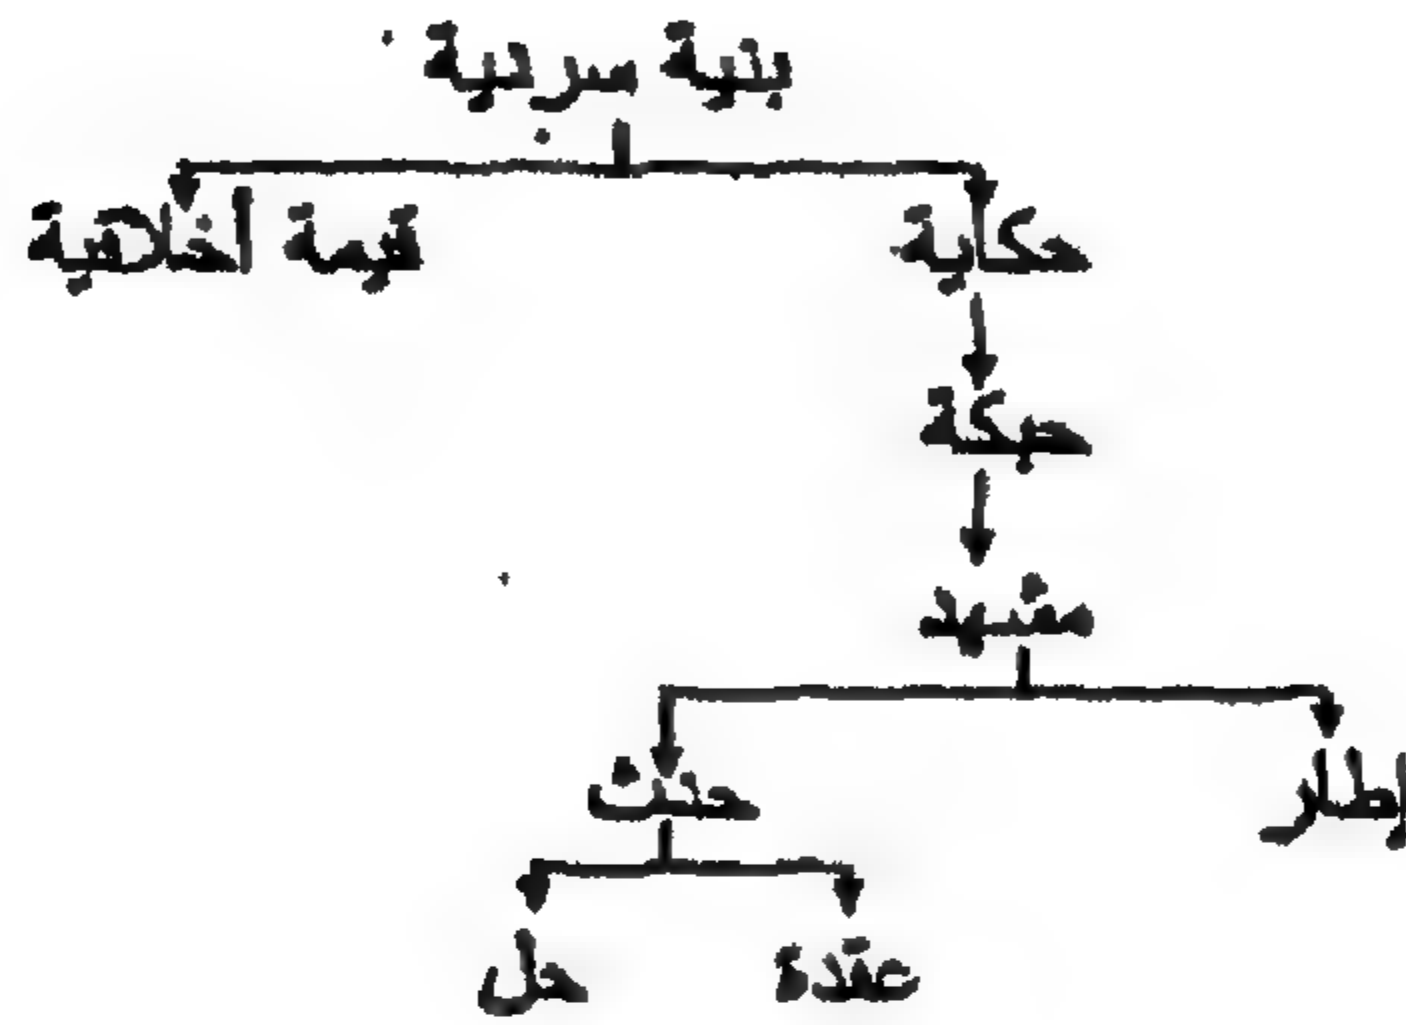 بنية سردية
حكاية
قيمة أخلاقية
حبكة
مشهد
إطار
حدث
عقدة
حل